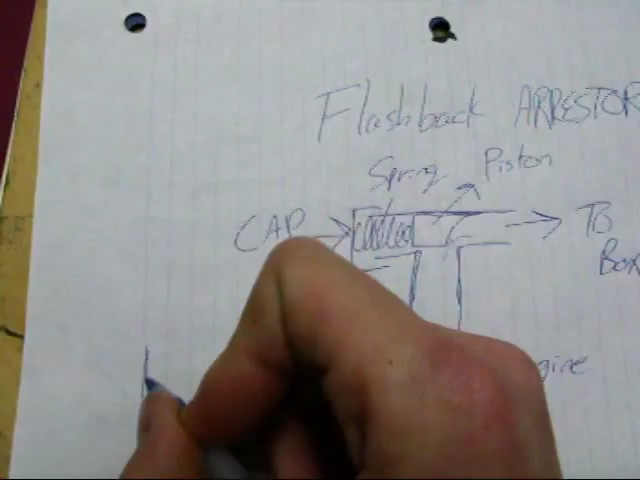 Flashback ARRESTOR
Spring Piston
CAP
TO
Box
gine